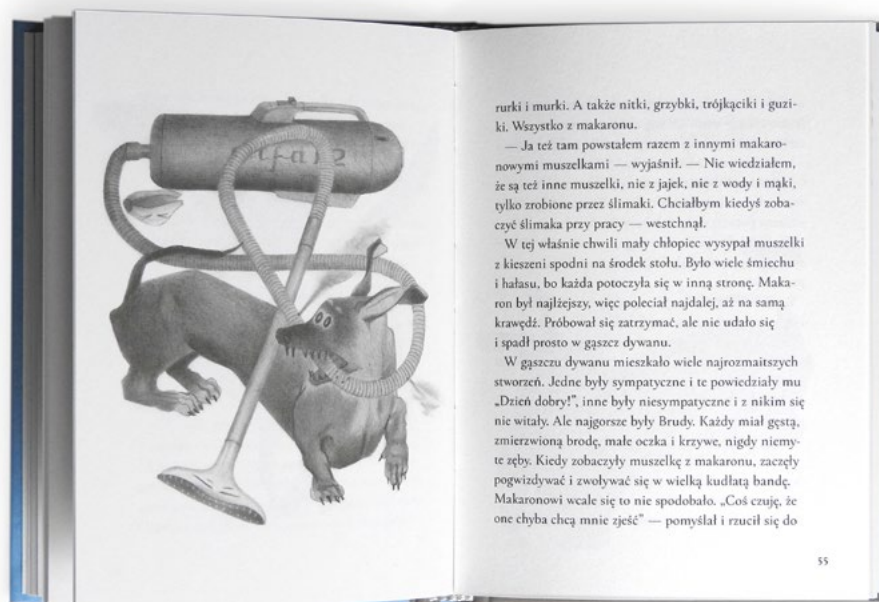 alfa 2
rurki i murki. A także nitki, grzybki, trójkąciki i guzi-
ki. Wszystko z makaronu.
— Ja też tam powstałem razem z innymi makaro-
nowymi muszelkami — wyjaśnił. — Nie wiedziałem,
że są też inne muszelki, nie z jajek, nie z wody i mąki,
tylko zrobione przez ślimaki. Chciałbym kiedyś zoba-
czyć ślimaka przy pracy — westchnął.
W tej właśnie chwili mały chłopiec wysypał muszelki
z kieszeni spodni na środek stołu. Było wiele śmiechu
i hałasu, bo każda potoczyła się w inną stronę. Maka-
ron był najlżejszy, więc poleciał najdalej, aż na samą
krawędź. Próbował się zatrzymać, ale nie udało się
i spadł prosto w gąszcz dywanu.
W gąszczu dywanu mieszkało wiele najrozmaitszych
stworzeń. Jedne były sympatyczne i te powiedziały mu
„Dzień dobry!”, inne były niesympatyczne i z nikim się
nie witały. Ale najgorsze były Brudy. Każdy miał gęstą,
zmierzwioną brodę, małe oczka i krzywe, nigdy niemy-
te zęby. Kiedy zobaczyły muszelkę z makaronu, zaczęły
pogwizdywać i zwoływać się w wielką kudłatą bandę.
Makaronowi wcale się to nie spodobało. „Coś czuję, że
one chyba chcą mnie zjeść” — pomyślał i rzucił się do
55